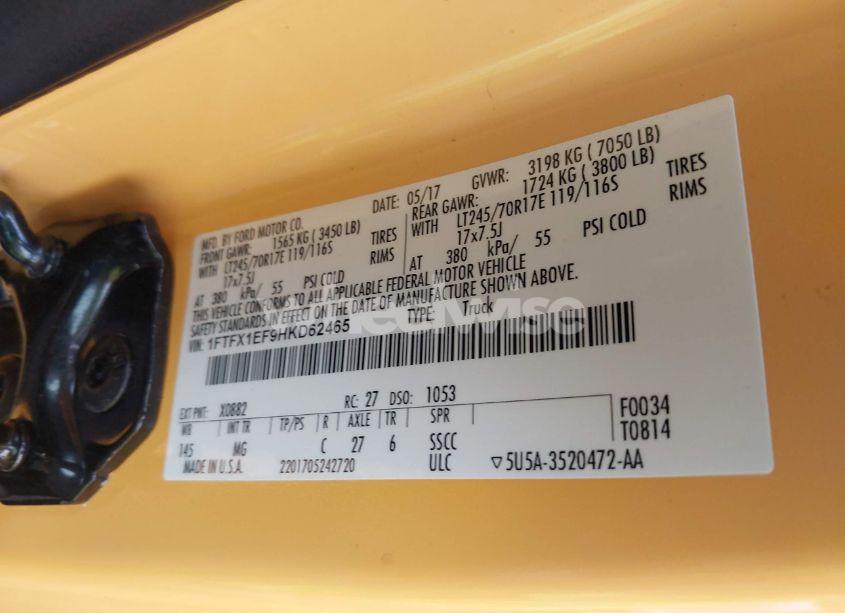 MFD. BY FORD MOTOR CO. DATE: 05/17 GVWR: 3198 KG ( 7050 LB)
FRONT GAWR: 1565 KG ( 3450 LB) REAR GAWR: 1724 KG ( 3800 LB)
WITH LT245/70R17E 119/116S TIRES WITH LT245/70R17E 119/116S TIRES
17x7.5J RIMS 17x7.5J RIMS
AT 380 kPa/ 55 PSI COLD AT 380 kPa/ 55 PSI COLD
THIS VEHICLE CONFORMS TO ALL APPLICABLE FEDERAL MOTOR VEHICLE
SAFETY STANDARDS IN EFFECT ON THE DATE OF MANUFACTURE SHOWN ABOVE.
VIN: 1FTFX1EF9HKD62465 TYPE: Truck
EXT PNT: XD882 RC: 27 DSO: 1053
WB INT TR TP/PS R AXLE TR SPR F0034
145 MG C 27 6 SSCC T0814
MADE IN U.S.A. 2201705242720 ULC ▽5U5A-3520472-AA